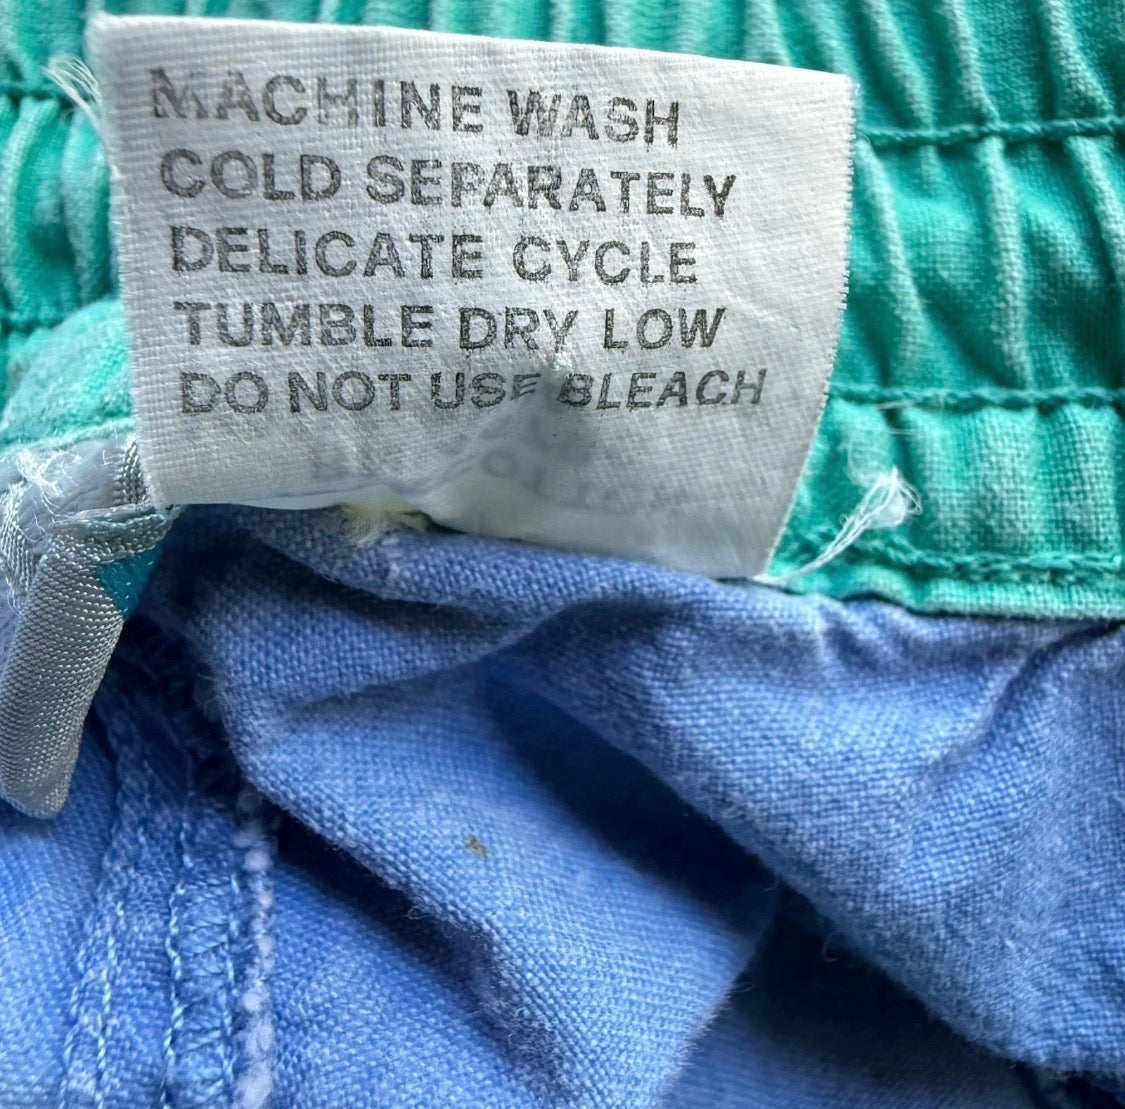 MACHINE WASH
COLD SEPARATELY
DELICATE CYCLE
TUMBLE DRY LOW
DO NOT USE BLEACH